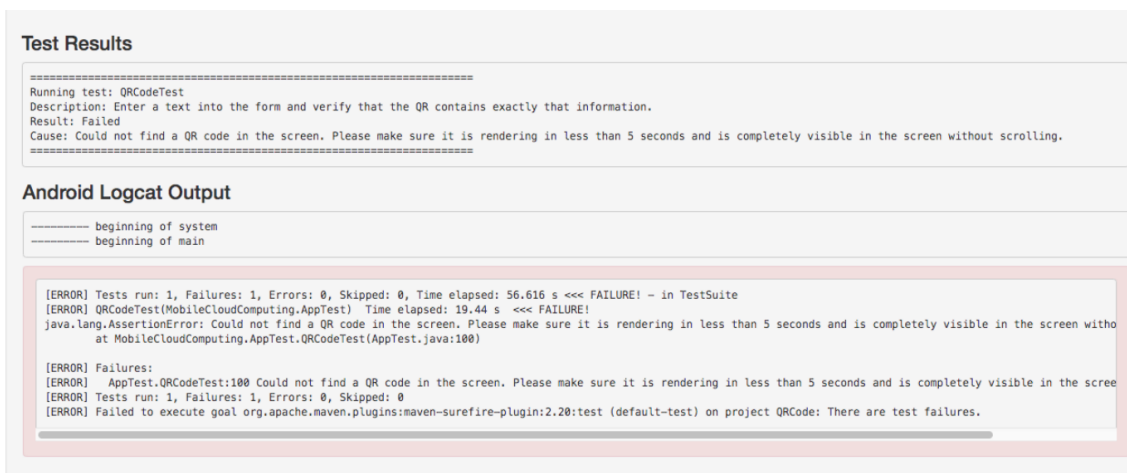 Test Results
====================================================================
Running test: QRCodeTest
Description: Enter a text into the form and verify that the QR contains exactly that information.
Result: Failed
Cause: Could not find a QR code in the screen. Please make sure it is rendering in less than 5 seconds and is completely visible in the screen without scrolling.
====================================================================
Android Logcat Output
--------- beginning of system
--------- beginning of main
[ERROR] Tests run: 1, Failures: 1, Errors: 0, Skipped: 0, Time elapsed: 56.616 s <<< FAILURE! - in TestSuite
[ERROR] QRCodeTest(MobileCloudComputing.AppTest)  Time elapsed: 19.44 s  <<< FAILURE!
java.lang.AssertionError: Could not find a QR code in the screen. Please make sure it is rendering in less than 5 seconds and is completely visible in the screen witho
at MobileCloudComputing.AppTest.QRCodeTest(AppTest.java:100)
[ERROR] Failures:
[ERROR]   AppTest.QRCodeTest:100 Could not find a QR code in the screen. Please make sure it is rendering in less than 5 seconds and is completely visible in the scree
[ERROR] Tests run: 1, Failures: 1, Errors: 0, Skipped: 0
[ERROR] Failed to execute goal org.apache.maven.plugins:maven-surefire-plugin:2.20:test (default-test) on project QRCode: There are test failures.